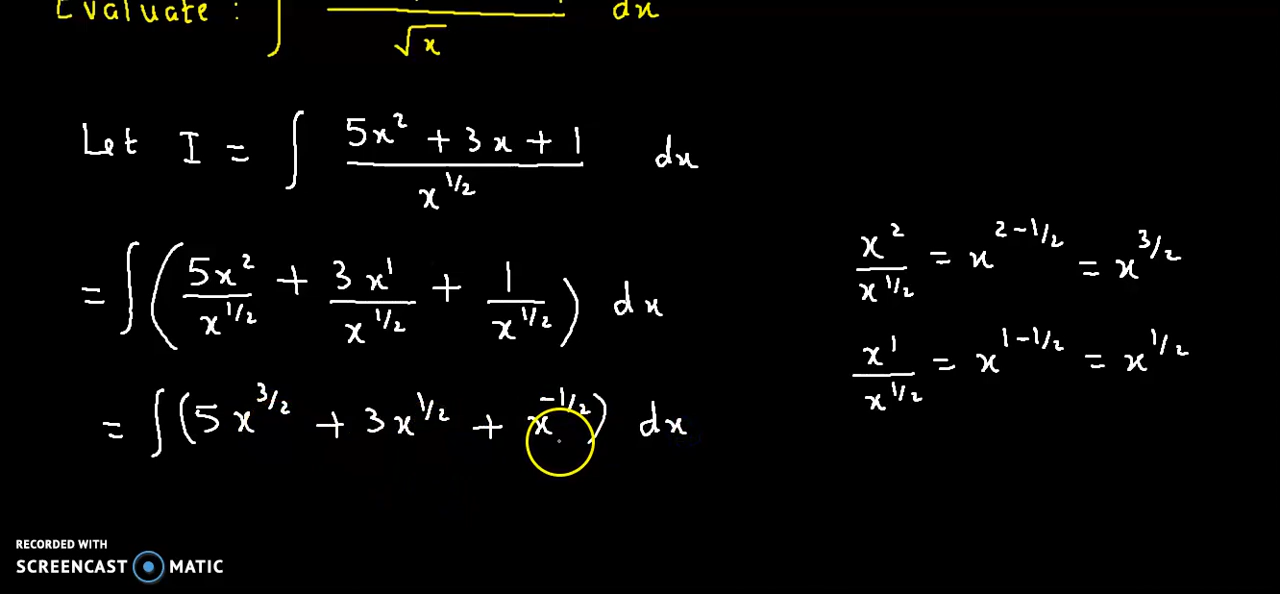 Evaluate : ∫ ─── dx
√x
Let I = ∫ (5x² + 3x + 1)/x^(1/2) dx
= ∫ (5x²/x^(1/2) + 3x¹/x^(1/2) + 1/x^(1/2)) dx
= ∫ (5x^(3/2) + 3x^(1/2) + x^(-1/2)) dx
x²/x^(1/2) = x^(2-1/2) = x^(3/2)
x¹/x^(1/2) = x^(1-1/2) = x^(1/2)
RECORDED WITH
SCREENCAST MATIC